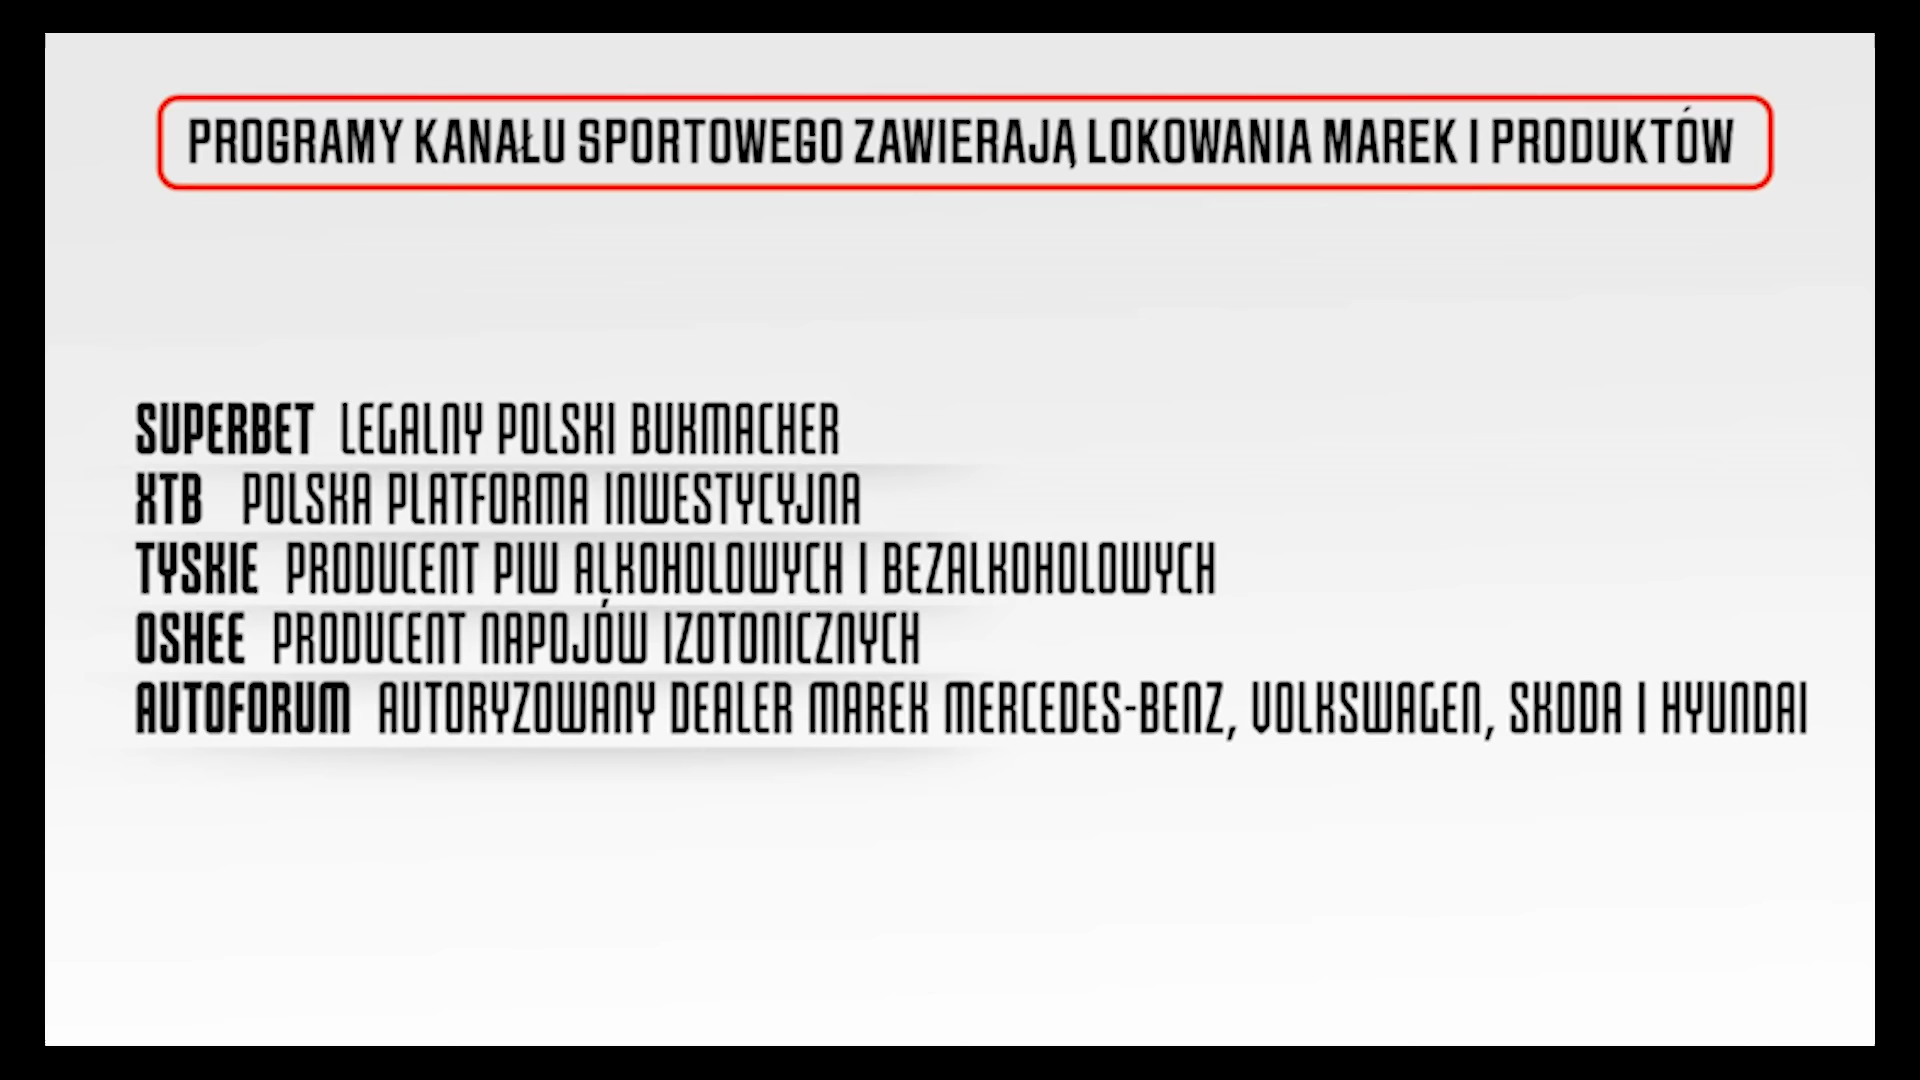 PROGRAMY KANAŁU SPORTOWEGO ZAWIERAJĄ LOKOWANIA MAREK I PRODUKTÓW
SUPERBET LEGALNY POLSKI BUKMACHER
XTB POLSKA PLATFORMA INWESTYCYJNA
TYSKIE PRODUCENT PIW ALKOHOLOWYCH I BEZALKOHOLOWYCH
OSHEE PRODUCENT NAPOJÓW IZOTONICZNYCH
AUTOFORUM AUTORYZOWANY DEALER MAREK MERCEDES-BENZ, VOLKSWAGEN, SKODA I HYUNDAI